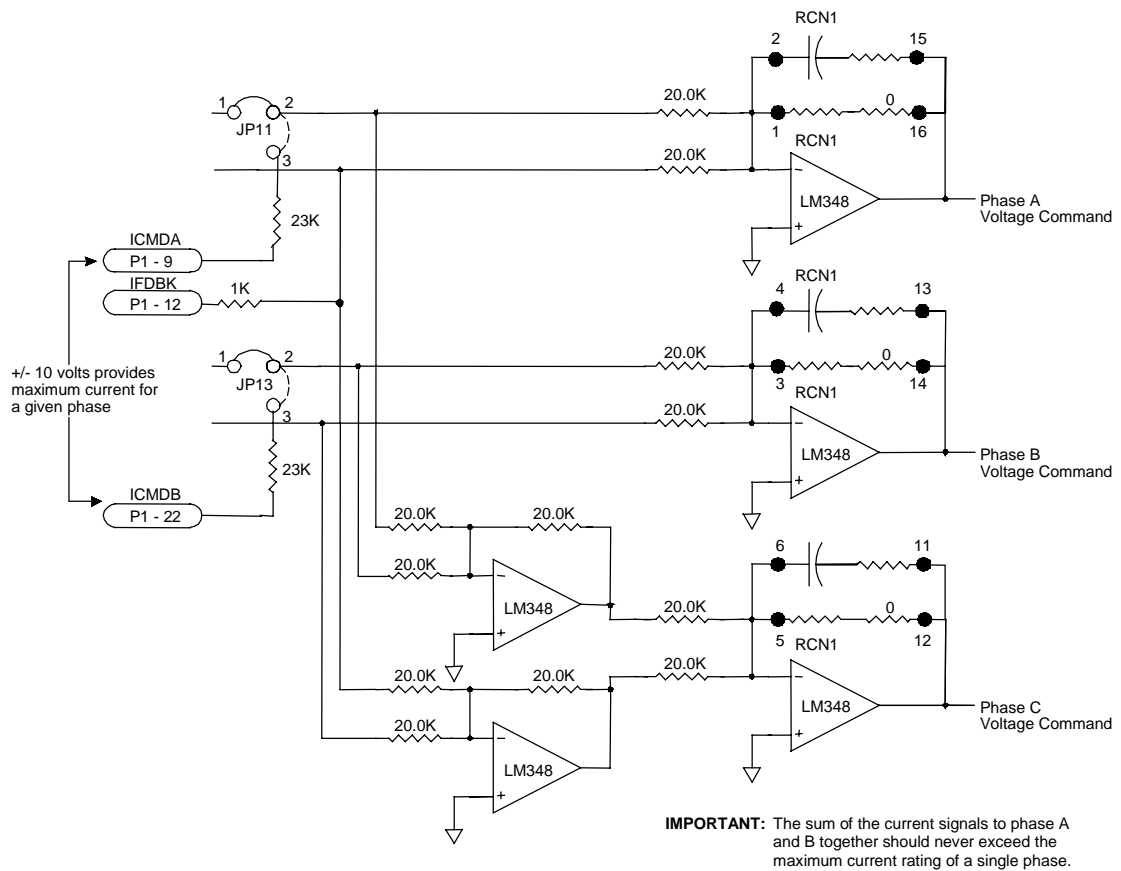 RCN1
2
15
20.0K
0
1
16
1
2
JP11
3
20.0K
RCN1
LM348
-
+
Phase A
Voltage Command
23K
ICMDA
P1 - 9
IFDBK
P1 - 12
1K
RCN1
4
13
20.0K
0
3
14
1
2
JP13
3
+/- 10 volts provides
maximum current for
a given phase
20.0K
RCN1
LM348
-
+
Phase B
Voltage Command
23K
ICMDB
P1 - 22
20.0K
20.0K
20.0K
LM348
-
+
6
11
20.0K
0
5
12
20.0K
RCN1
LM348
-
+
Phase C
Voltage Command
20.0K
20.0K
20.0K
LM348
-
+
IMPORTANT: The sum of the current signals to phase A
and B together should never exceed the
maximum current rating of a single phase.